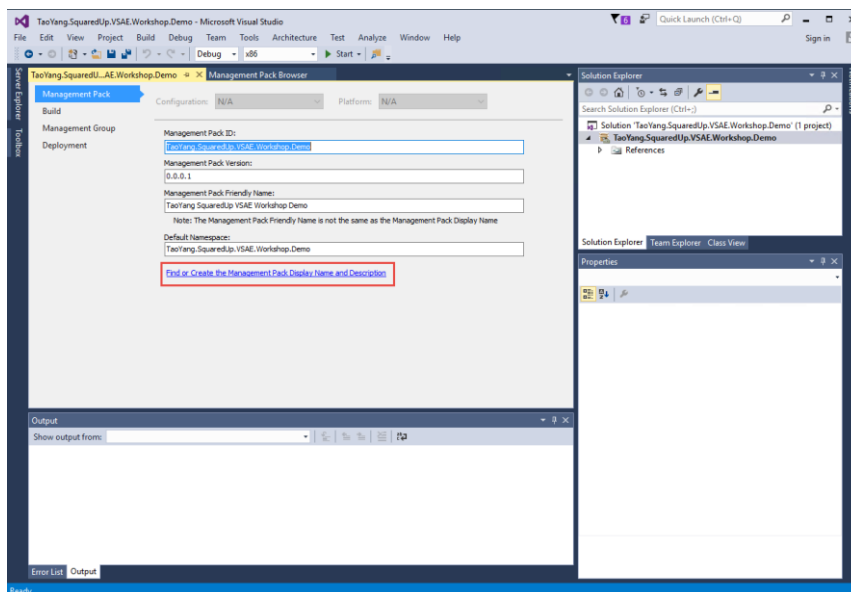 TaoYang.SquaredUp.VSAE.Workshop.Demo - Microsoft Visual Studio
6
Quick Launch (Ctrl+Q)
File Edit View Project Build Debug Team Tools Architecture Test Analyze Window Help
Sign in
Debug x86 Start
Server Explorer
Toolbox
TaoYang.SquaredU...AE.Workshop.Demo Management Pack Browser
Management Pack
Build
Management Group
Deployment
Configuration: N/A Platform: N/A
Management Pack ID:
TaoYang.SquaredUp.VSAE.Workshop.Demo
Management Pack Version:
0.0.0.1
Management Pack Friendly Name:
TaoYang SquaredUp VSAE Workshop Demo
Note: The Management Pack Friendly Name is not the same as the Management Pack Display Name
Default Namespace:
TaoYang.SquaredUp.VSAE.Workshop.Demo
Find or Create the Management Pack Display Name and Description
Solution Explorer
Search Solution Explorer (Ctrl+;)
Solution 'TaoYang.SquaredUp.VSAE.Workshop.Demo' (1 project)
TaoYang.SquaredUp.VSAE.Workshop.Demo
References
Solution Explorer Team Explorer Class View
Properties
Output
Show output from:
Error List Output
Ready